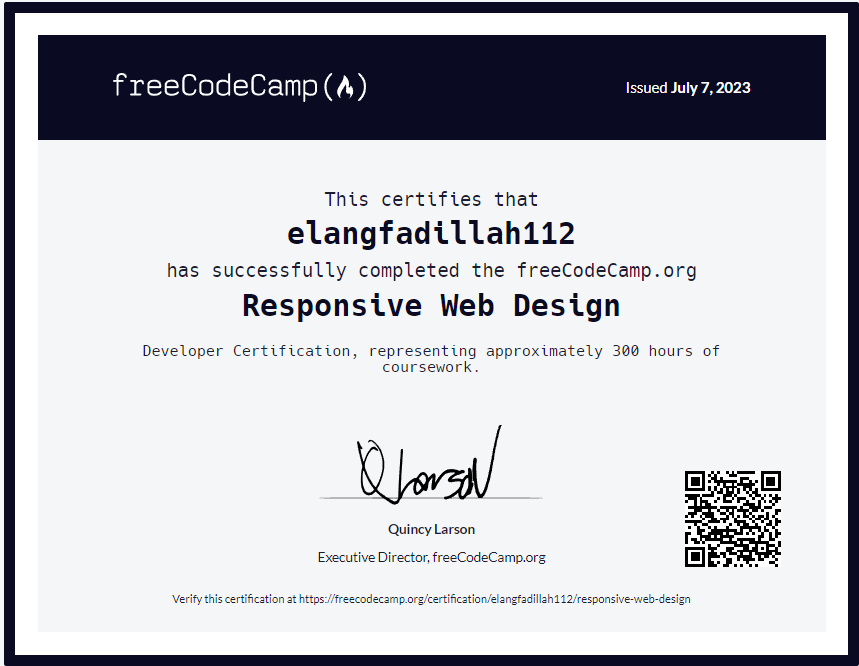 freeCodeCamp
Issued July 7, 2023
This certifies that
elangfadillah112
has successfully completed the freeCodeCamp.org
Responsive Web Design
Developer Certification, representing approximately 300 hours of
coursework.
Q Larson
Quincy Larson
Executive Director, freeCodeCamp.org
Verify this certification at https://freecodecamp.org/certification/elangfadillah112/responsive-web-design